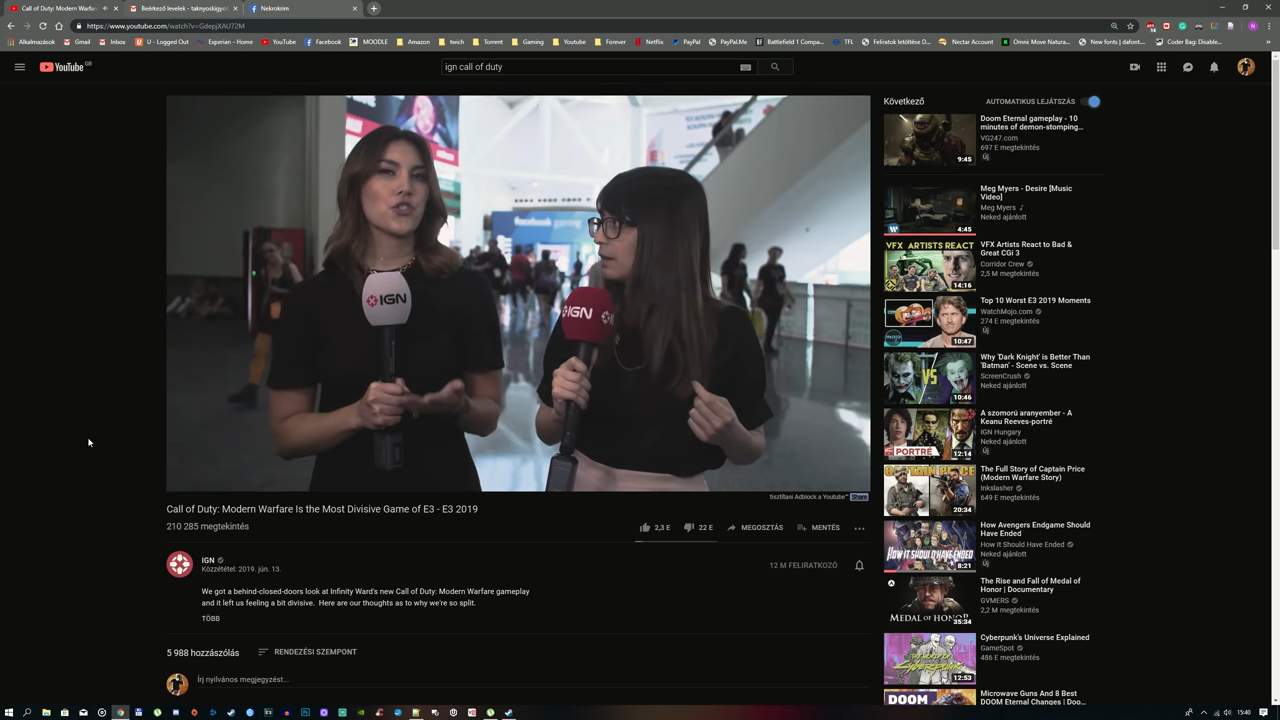 Call of Duty: Modern Warfare
Beérkező levelek - taknyoskigyo
Nekrokrim
https://www.youtube.com/watch?v=GdepjXAU72M
Alkalmazások
Gmail
Inbox
U - Logged Out
Experian - Home
YouTube
Facebook
MOODLE
Amazon
twich
Torrent
Gaming
Youtube
Forever
Netflix
PayPal
PayPal.Me
Battlefield 1 Compa...
TFL
Feliratok letöltése D...
Nectar Account
Omni: Move Natura...
New fonts | dafont....
Coder Bag: Disable...
YouTube GB
ign call of duty
IGN
IGN
tisztítani Adblock a Youtube™ Share
Call of Duty: Modern Warfare Is the Most Divisive Game of E3 - E3 2019
210 285 megtekintés
2,3 E
22 E
MEGOSZTÁS
MENTÉS
IGN
Közzététel: 2019. jún. 13.
12 M FELIRATKOZÓ
We got a behind-closed-doors look at Infinity Ward's new Call of Duty: Modern Warfare gameplay
and it left us feeling a bit divisive. Here are our thoughts as to why we're so split.
TÖBB
5 988 hozzászólás
RENDEZÉSI SZEMPONT
Írj nyilvános megjegyzést...
Következő
AUTOMATIKUS LEJÁTSZÁS
9:45
Doom Eternal gameplay - 10
minutes of demon-stomping...
VG247.com
697 E megtekintés
Új
4:45
Meg Myers - Desire [Music
Video]
Meg Myers
Neked ajánlott
VFX ARTISTS REACT
14:16
VFX Artists React to Bad &
Great CGi 3
Corridor Crew
2,5 M megtekintés
10:47
Top 10 Worst E3 2019 Moments
WatchMojo.com
274 E megtekintés
Új
VS
10:46
Why 'Dark Knight' is Better Than
'Batman' - Scene vs. Scene
ScreenCrush
Neked ajánlott
PORTRÉ
12:14
A szomorú aranyember - A
Keanu Reeves-portré
IGN Hungary
Neked ajánlott
Új
CAPTAIN PRICE
20:34
The Full Story of Captain Price
(Modern Warfare Story)
Inkslasher
649 E megtekintés
HOW IT SHOULD HAVE ENDED
8:21
How Avengers Endgame Should
Have Ended
How It Should Have Ended
Neked ajánlott
Új
MEDAL OF HONOR
35:34
The Rise and Fall of Medal of
Honor | Documentary
GVMERS
2,2 M megtekintés
12:53
Cyberpunk's Universe Explained
GameSpot
486 E megtekintés
DOOM
Microwave Guns And 8 Best
DOOM Eternal Changes | Doo...
15:40